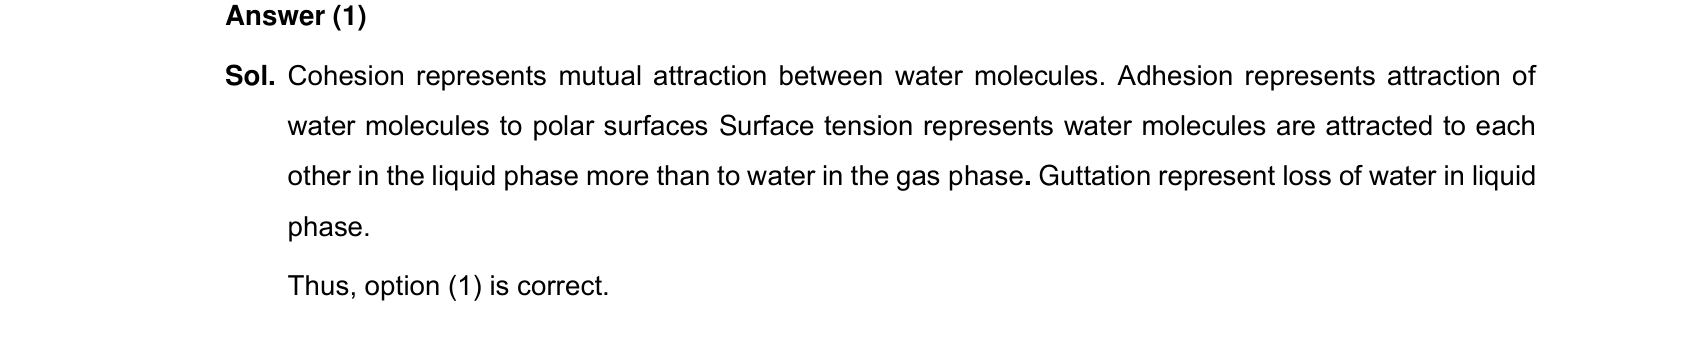 Answer (1)
Sol. Cohesion represents mutual attraction between water molecules. Adhesion represents attraction of
water molecules to polar surfaces Surface tension represents water molecules are attracted to each
other in the liquid phase more than to water in the gas phase. Guttation represent loss of water in liquid
phase.
Thus, option (1) is correct.